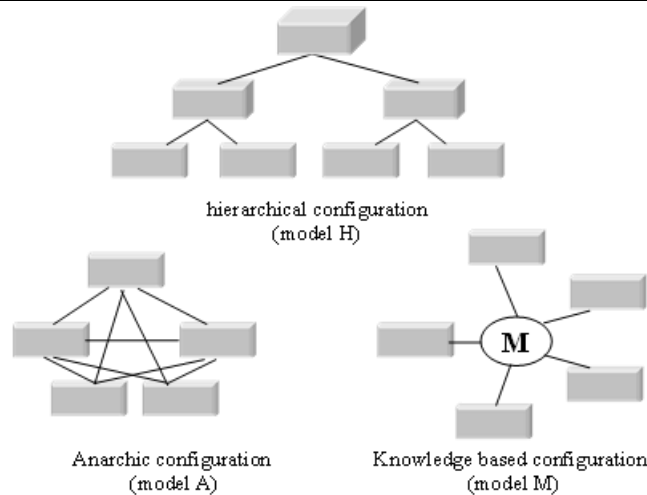 hierarchical configuration
(model H)
M
Anarchic configuration
(model A)
Knowledge based configuration
(model M)